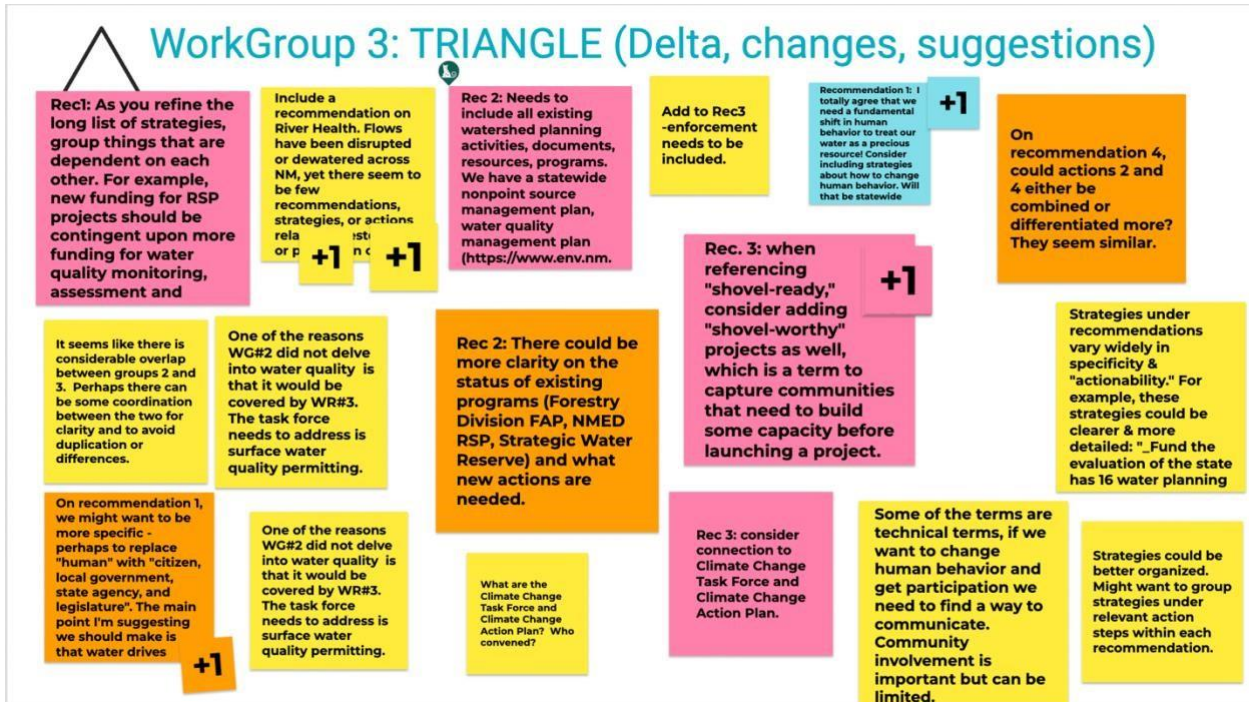 WorkGroup 3: TRIANGLE (Delta, changes, suggestions)
Rec1: As you refine the
long list of strategies,
group things that are
dependent on each
other. For example,
new funding for RSP
projects should be
contingent upon more
funding for water
quality monitoring,
assessment and
Include a
recommendation on
River Health. Flows
have been disrupted
or dewatered across
NM, yet there seem to
be few
recommendations,
strategies, or actions
+1
+1
Rec 2: Needs to
include all existing
watershed planning
activities, documents,
resources, programs.
We have a statewide
nonpoint source
management plan,
water quality
management plan
(https://www.env.nm.
Add to Rec3
-enforcement
needs to be
included.
Recommendation 1: I
totally agree that we
need a fundamental
shift in human
behavior to treat our
water as a precious
resource! Consider
including strategies
about how to change
human behavior. Will
that be statewide
+1
On
recommendation 4,
could actions 2 and
4 either be
combined or
differentiated more?
They seem similar.
It seems like there is
considerable overlap
between groups 2 and
3. Perhaps there can
be some coordination
between the two for
clarity and to avoid
duplication or
differences.
One of the reasons
WG#2 did not delve
into water quality is
that it would be
covered by WR#3.
The task force
needs to address is
surface water
quality permitting.
Rec 2: There could be
more clarity on the
status of existing
programs (Forestry
Division FAP, NMED
RSP, Strategic Water
Reserve) and what
new actions are
needed.
Rec. 3: when
referencing
"shovel-ready,"
consider adding
"shovel-worthy"
projects as well,
which is a term to
capture communities
that need to build
some capacity before
launching a project.
+1
Strategies under
recommendations
vary widely in
specificity &
"actionability." For
example, these
strategies could be
clearer & more
detailed: "_Fund the
evaluation of the state
has 16 water planning
On recommendation 1,
we might want to be
more specific -
perhaps to replace
"human" with "citizen,
local government,
state agency, and
legislature". The main
point I'm suggesting
we should make is
that water drives
+1
One of the reasons
WG#2 did not delve
into water quality is
that it would be
covered by WR#3.
The task force
needs to address is
surface water
quality permitting.
What are the
Climate Change
Task Force and
Climate Change
Action Plan? Who
convened?
Rec 3: consider
connection to
Climate Change
Task Force and
Climate Change
Action Plan.
Some of the terms are
technical terms, if we
want to change
human behavior and
get participation we
need to find a way to
communicate.
Community
involvement is
important but can be
limited.
Strategies could be
better organized.
Might want to group
strategies under
relevant action
steps within each
recommendation.